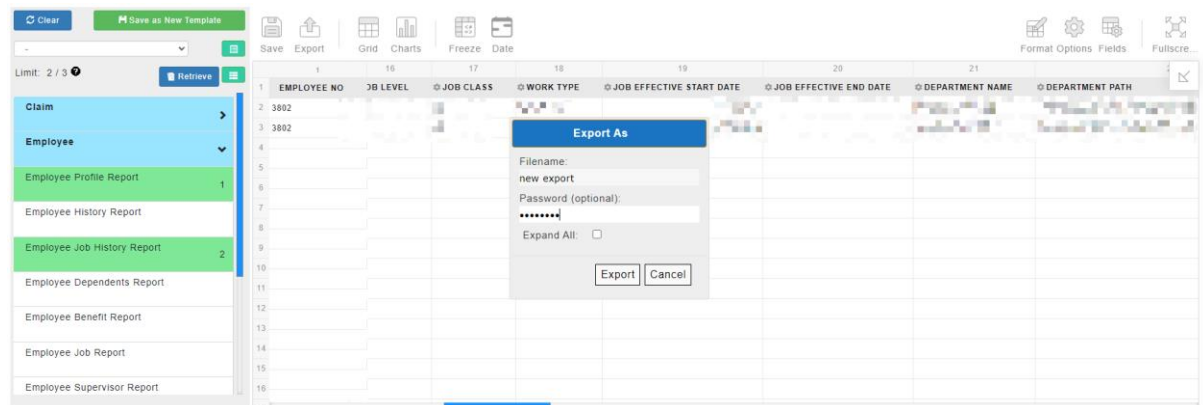 Clear
Save as New Template
-
Limit: 2 / 3
Retrieve
Claim
Employee
Employee Profile Report 1
Employee History Report
Employee Job History Report 2
Employee Dependents Report
Employee Benefit Report
Employee Job Report
Employee Supervisor Report
Save Export Grid Charts Freeze Date Format Options Fields Fullscre...
1 16 17 18 19 20 21
1 EMPLOYEE NO OB LEVEL JOB CLASS WORK TYPE JOB EFFECTIVE START DATE JOB EFFECTIVE END DATE DEPARTMENT NAME DEPARTMENT PATH
2 3802
3 3802
4
5
6
7
8
9
10
11
12
13
14
15
16
Export As
Filename:
new export
Password (optional):
••••••••
Expand All:
Export Cancel